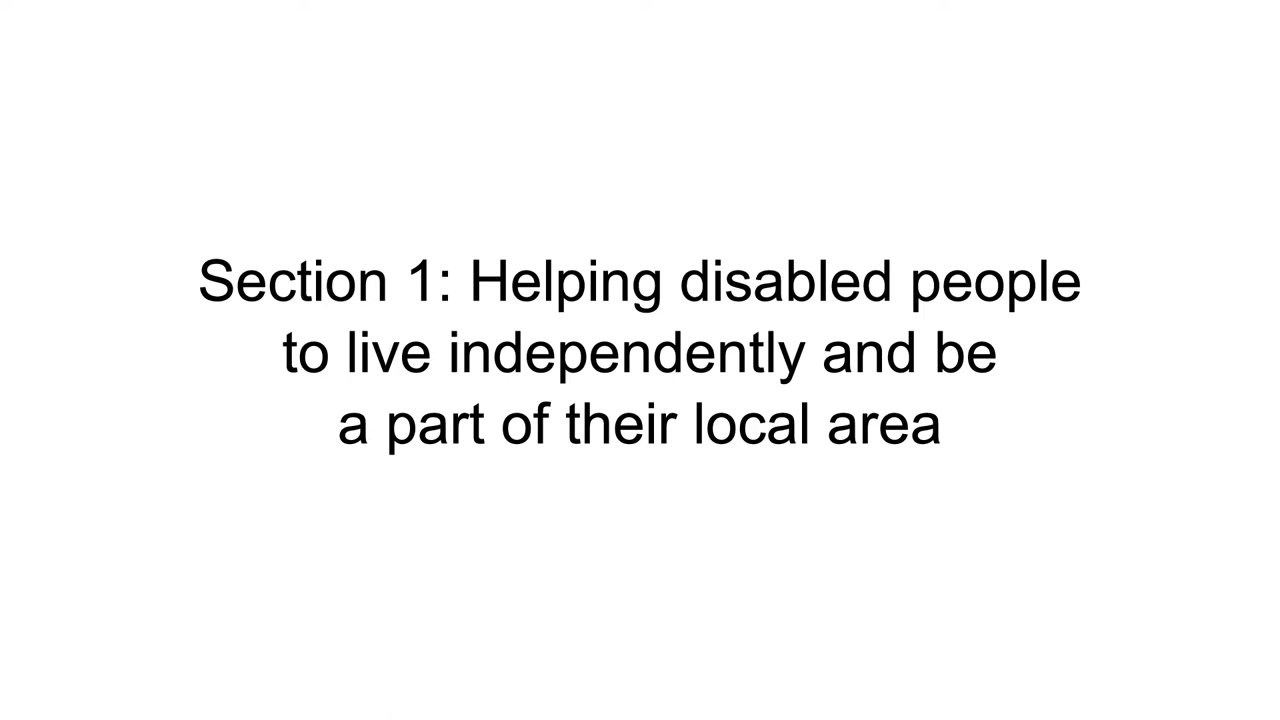 Section 1: Helping disabled people
to live independently and be
a part of their local area